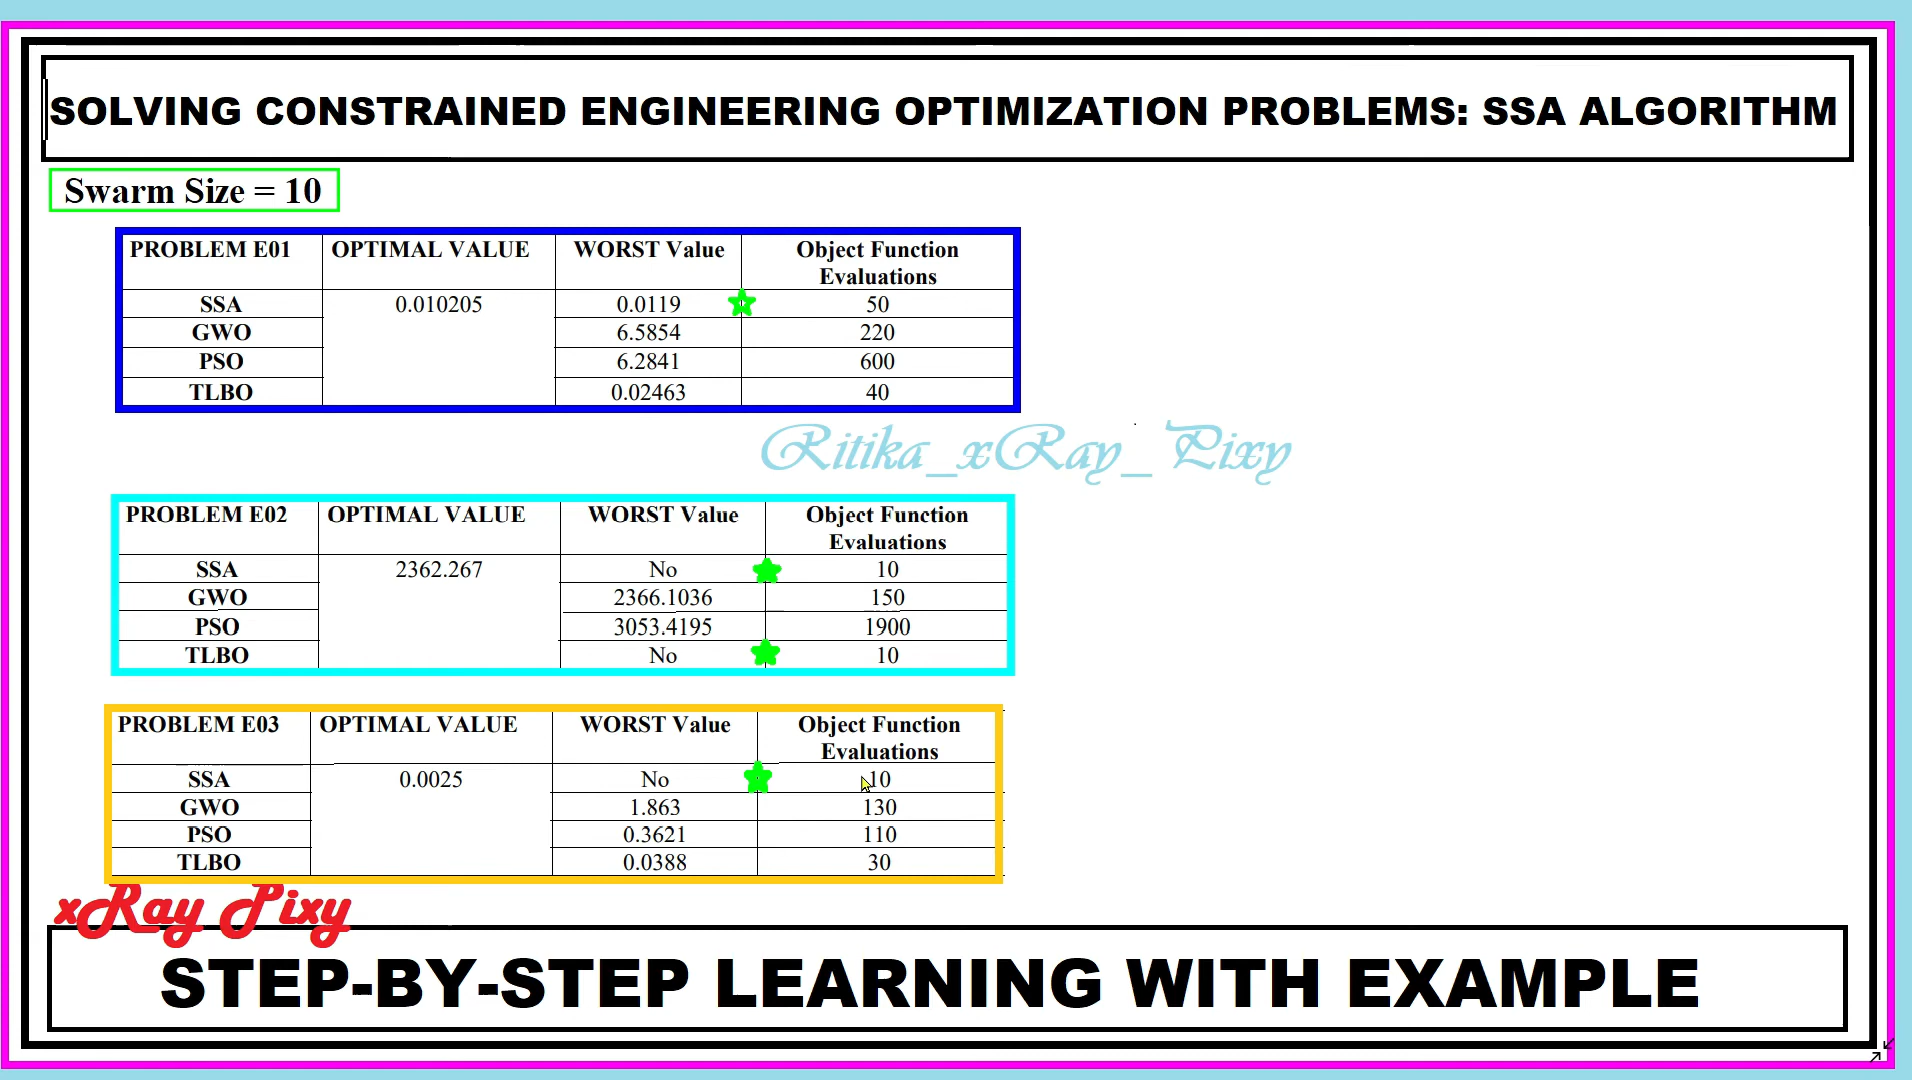 SOLVING CONSTRAINED ENGINEERING OPTIMIZATION PROBLEMS: SSA ALGORITHM
Swarm Size = 10
PROBLEM E01 OPTIMAL VALUE WORST Value Object Function Evaluations
SSA 0.010205 0.0119 50
GWO 6.5854 220
PSO 6.2841 600
TLBO 0.02463 40
Ritika_xRay_Pixy
PROBLEM E02 OPTIMAL VALUE WORST Value Object Function Evaluations
SSA 2362.267 No 10
GWO 2366.1036 150
PSO 3053.4195 1900
TLBO No 10
PROBLEM E03 OPTIMAL VALUE WORST Value Object Function Evaluations
SSA 0.0025 No 10
GWO 1.863 130
PSO 0.3621 110
TLBO 0.0388 30
xRay Pixy
STEP-BY-STEP LEARNING WITH EXAMPLE